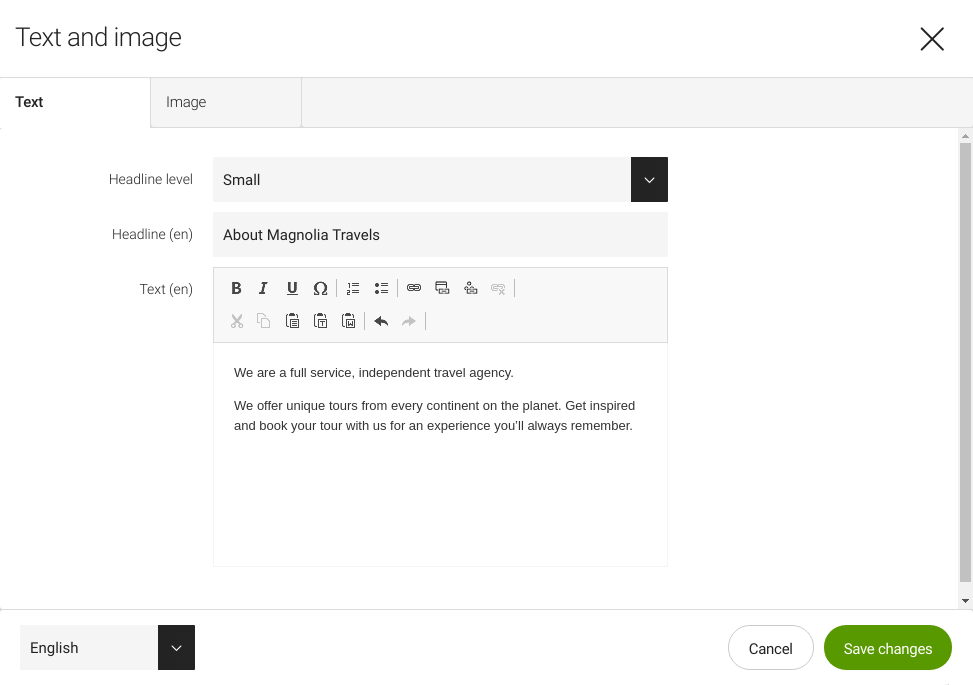 Text and image
Text
Image
Headline level
Small
Headline (en)
About Magnolia Travels
Text (en)
B I U Ω
We are a full service, independent travel agency.
We offer unique tours from every continent on the planet. Get inspired
and book your tour with us for an experience you’ll always remember.
English
Cancel
Save changes